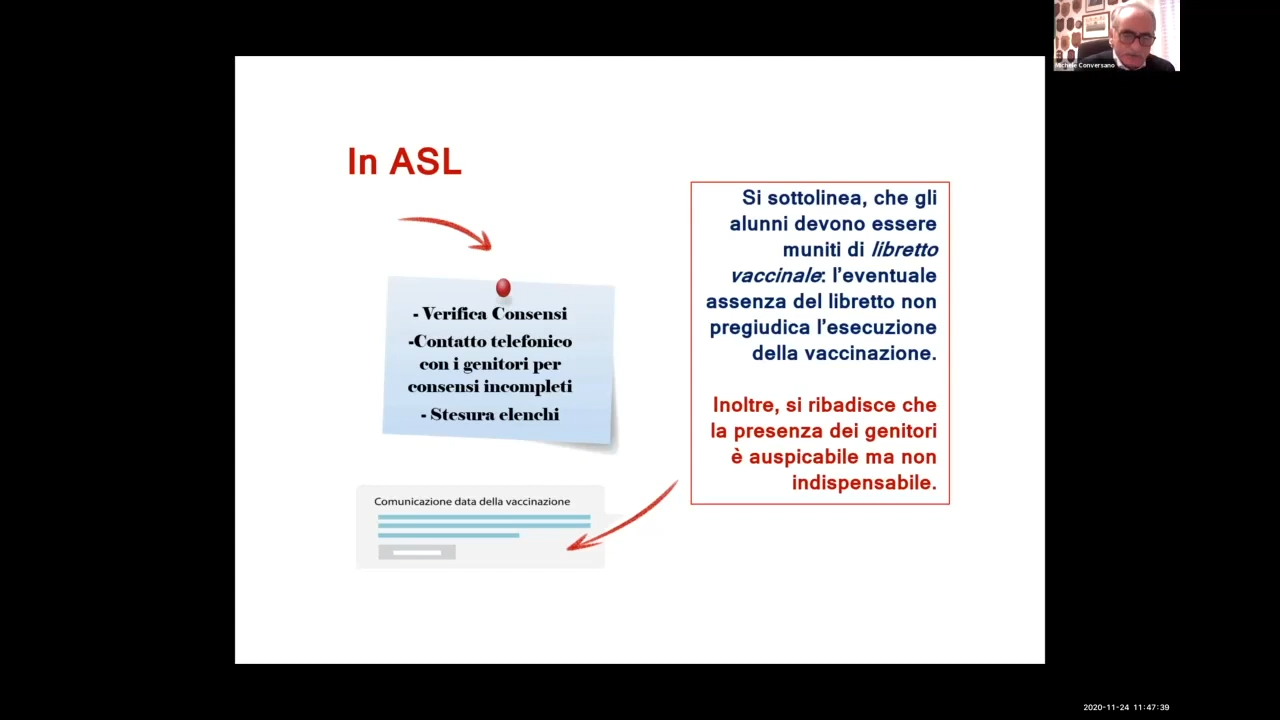 Michele Conversano
In ASL
- Verifica Consensi
-Contatto telefonico
con i genitori per
consensi incompleti
- Stesura elenchi
Comunicazione data della vaccinazione
Si sottolinea, che gli
alunni devono essere
muniti di libretto
vaccinale: l’eventuale
assenza del libretto non
pregiudica l’esecuzione
della vaccinazione.
Inoltre, si ribadisce che
la presenza dei genitori
è auspicabile ma non
indispensabile.
2020-11-24 11:47:39